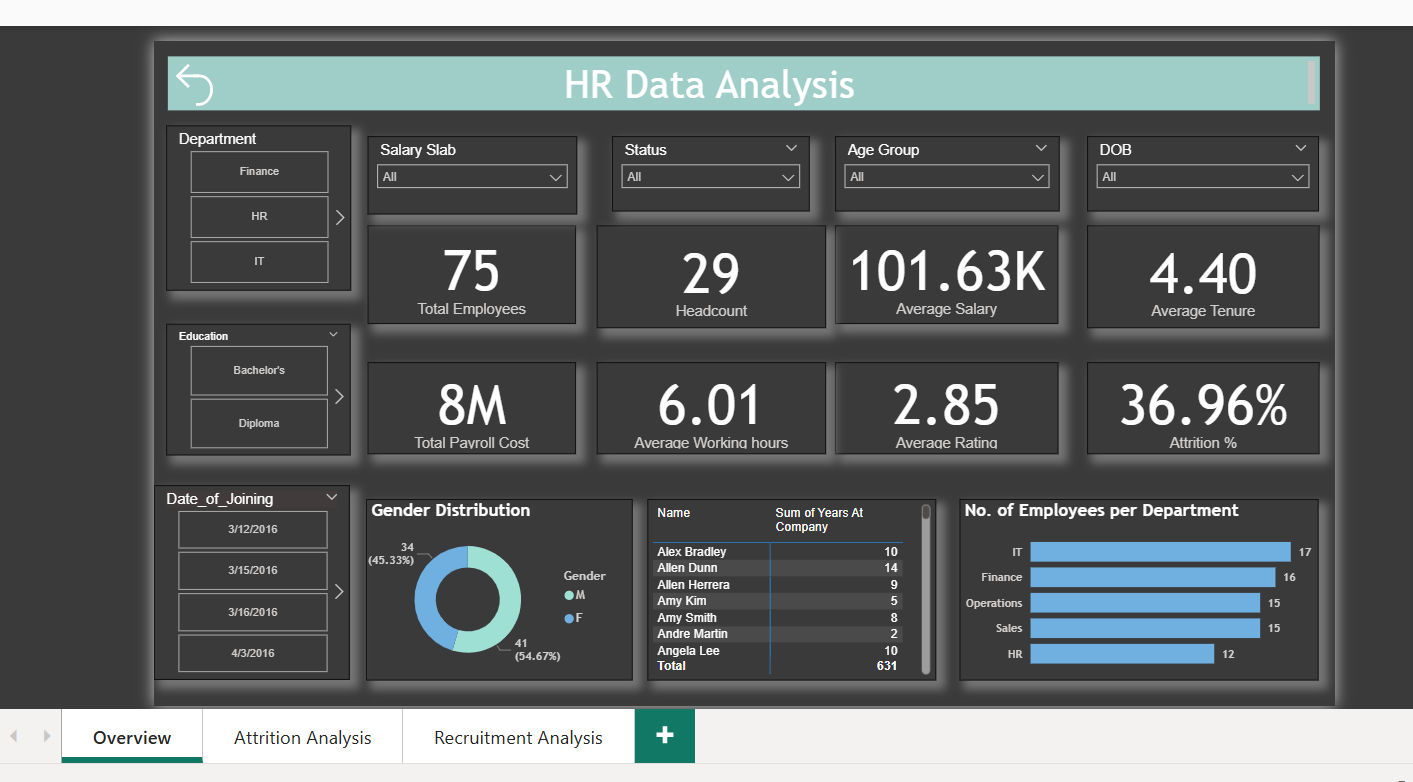 HR Data Analysis
Department
Finance
HR
IT
Salary Slab
All
Status
All
Age Group
All
DOB
All
75
Total Employees
29
Headcount
101.63K
Average Salary
4.40
Average Tenure
Education
Bachelor's
Diploma
8M
Total Payroll Cost
6.01
Average Working hours
2.85
Average Rating
36.96%
Attrition %
Date_of_Joining
3/12/2016
3/15/2016
3/16/2016
4/3/2016
Gender Distribution
34
(45.33%)
Gender
M
F
41
(54.67%)
Name Sum of Years At
Company
Alex Bradley 10
Allen Dunn 14
Allen Herrera 9
Amy Kim 5
Amy Smith 8
Andre Martin 2
Angela Lee 10
Total 631
No. of Employees per Department
IT 17
Finance 16
Operations 15
Sales 15
HR 12
Overview
Attrition Analysis
Recruitment Analysis
+